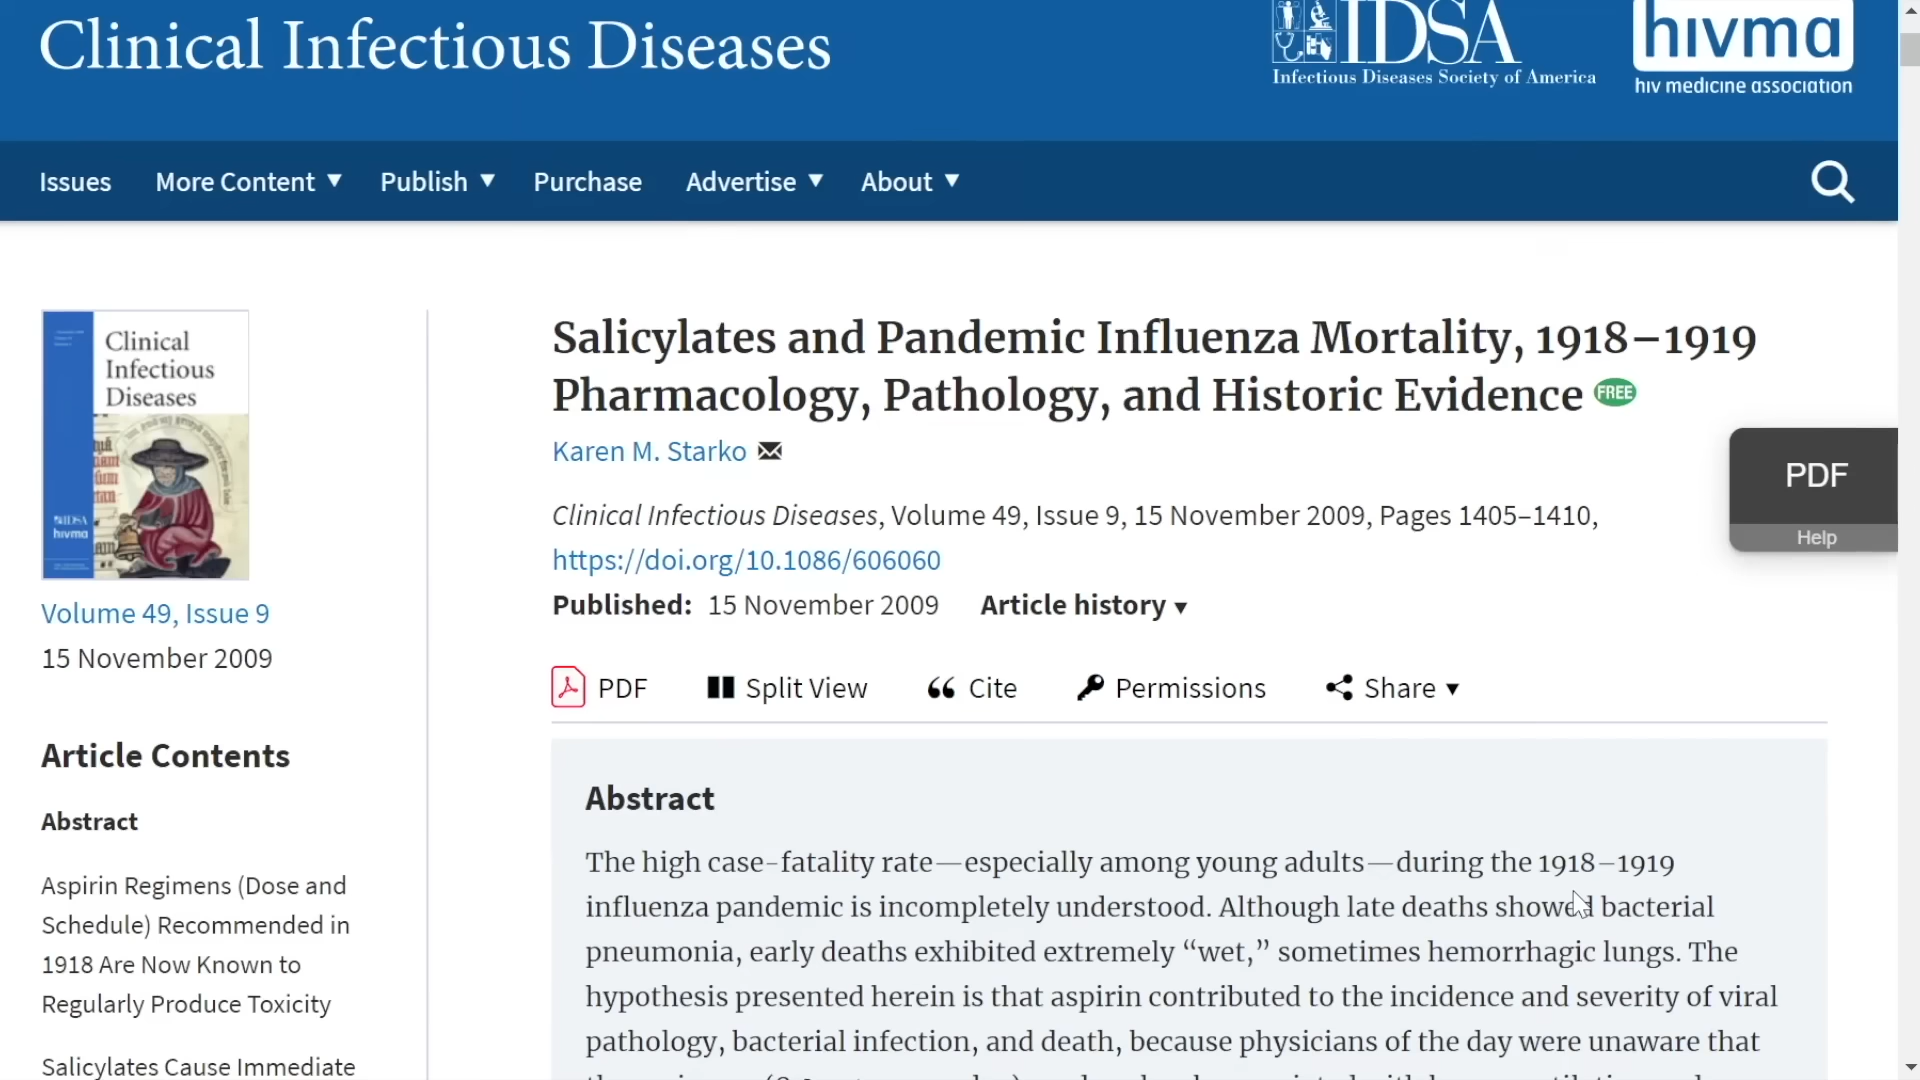 Clinical Infectious Diseases
IDSA
Infectious Diseases Society of America
hivma
hiv medicine association
Issues
More Content
Publish
Purchase
Advertise
About
Clinical
Infectious
Diseases
IDSA
hivma
Volume 49, Issue 9
15 November 2009
Article Contents
Abstract
Aspirin Regimens (Dose and
Schedule) Recommended in
1918 Are Now Known to
Regularly Produce Toxicity
Salicylates Cause Immediate
Salicylates and Pandemic Influenza Mortality, 1918–1919
Pharmacology, Pathology, and Historic Evidence FREE
Karen M. Starko
Clinical Infectious Diseases, Volume 49, Issue 9, 15 November 2009, Pages 1405–1410,
https://doi.org/10.1086/606060
Published: 15 November 2009 Article history
PDF Split View Cite Permissions Share
Abstract
The high case-fatality rate—especially among young adults—during the 1918–1919
influenza pandemic is incompletely understood. Although late deaths showed bacterial
pneumonia, early deaths exhibited extremely “wet,” sometimes hemorrhagic lungs. The
hypothesis presented herein is that aspirin contributed to the incidence and severity of viral
pathology, bacterial infection, and death, because physicians of the day were unaware that
PDF
Help